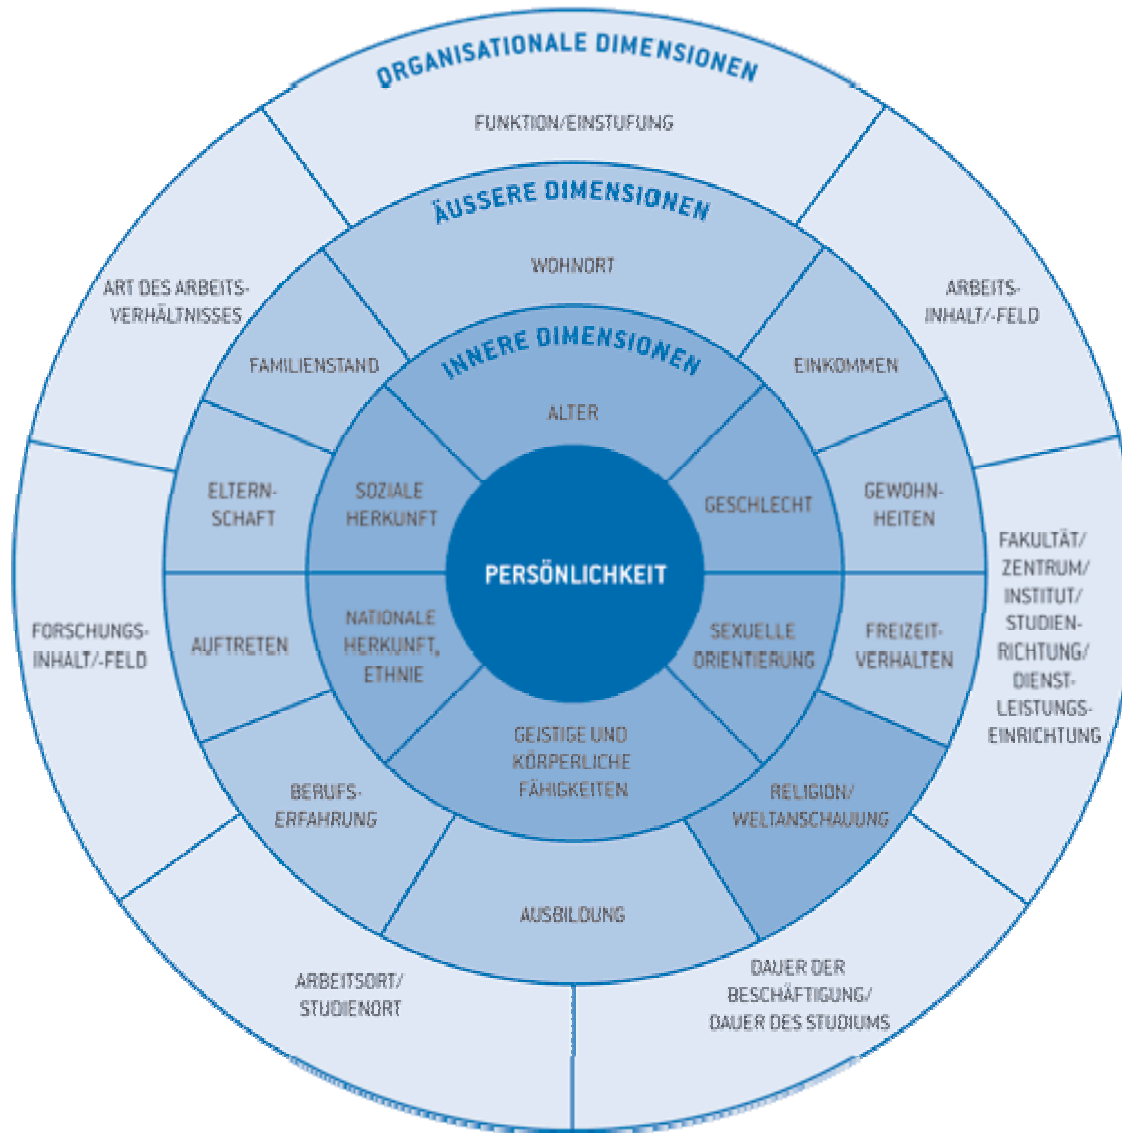 ORGANISATIONALE DIMENSIONEN
FUNKTION/EINSTUFUNG
ÄUSSERE DIMENSIONEN
WOHNORT
ART DES ARBEITS-
VERHÄLTNISSES
ARBEITS-
INHALT/-FELD
INNERE DIMENSIONEN
FAMILIENSTAND
EINKOMMEN
ALTER
ELTERN-
SCHAFT
SOZIALE
HERKUNFT
GESCHLECHT
GEWOHN-
HEITEN
PERSÖNLICHKEIT
FAKULTÄT/
ZENTRUM/
INSTITUT/
STUDIEN-
RICHTUNG/
DIENST-
LEISTUNGS-
EINRICHTUNG
FORSCHUNGS-
INHALT/-FELD
AUFTRETEN
NATIONALE
HERKUNFT,
ETHNIE
SEXUELLE
ORIENTIERUNG
FREIZEIT-
VERHALTEN
GEISTIGE UND
KÖRPERLICHE
FÄHIGKEITEN
BERUFS-
ERFAHRUNG
RELIGION/
WELTANSCHAUUNG
AUSBILDUNG
ARBEITSORT/
STUDIENORT
DAUER DER
BESCHÄFTIGUNG/
DAUER DES STUDIUMS